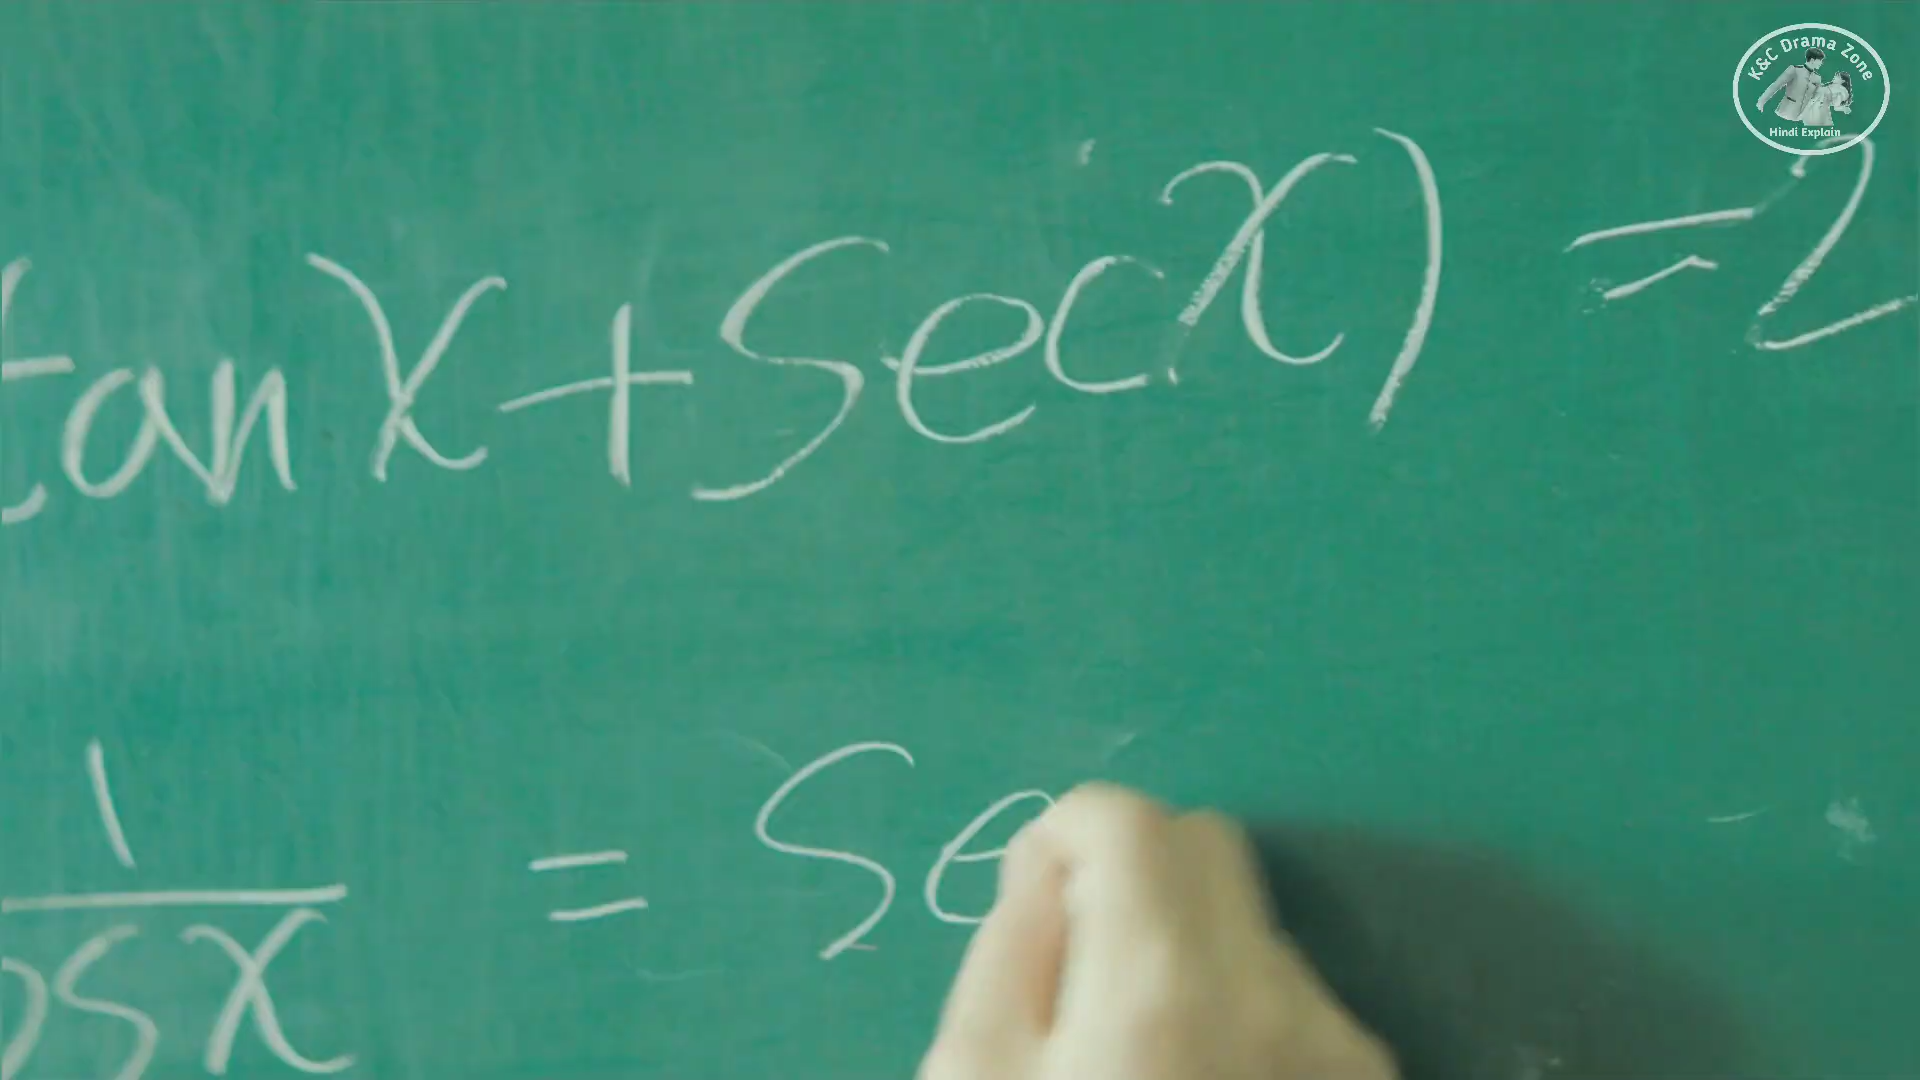 K&C Drama Zone
Hindi Explain
tanx + secx) = 2
1
osx
= Se